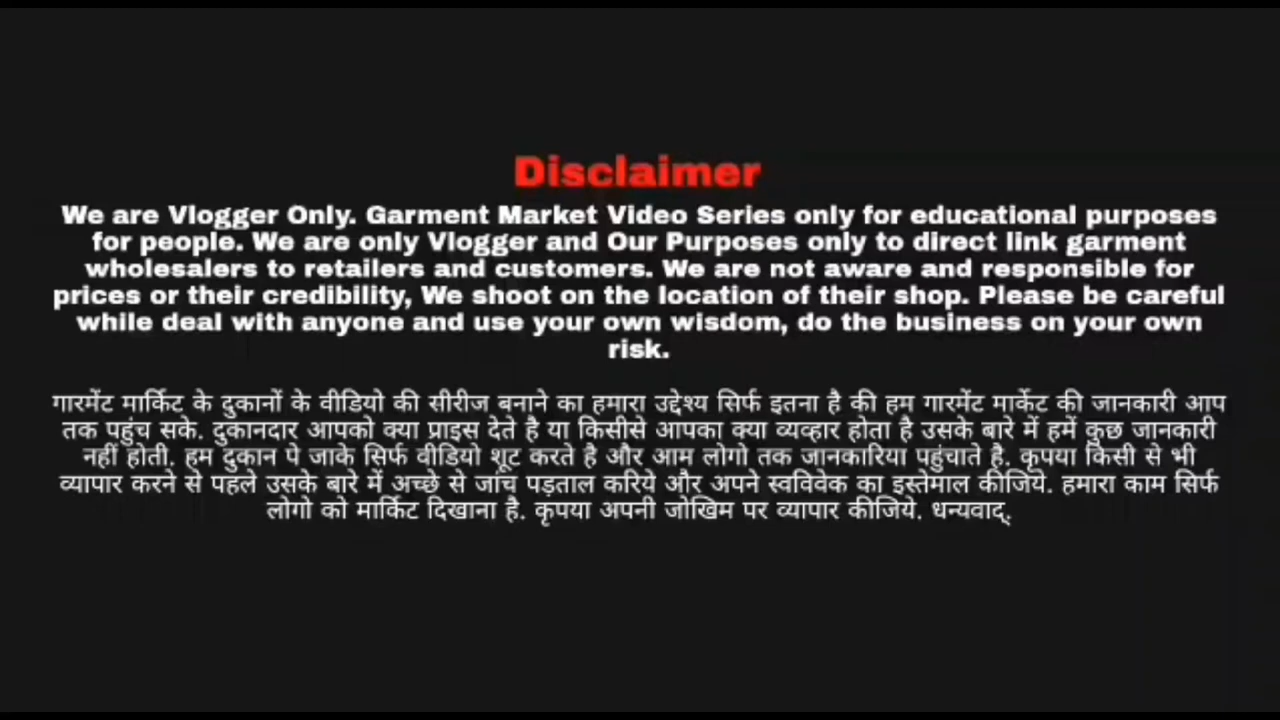 Disclaimer
We are Vlogger Only. Garment Market Video Series only for educational purposes
for people. We are only Vlogger and Our Purposes only to direct link garment
wholesalers to retailers and customers. We are not aware and responsible for
prices or their credibility, We shoot on the location of their shop. Please be careful
while deal with anyone and use your own wisdom, do the business on your own
risk.
गारमेंट मार्किट के दुकानों के वीडियो की सीरीज बनाने का हमारा उद्देश्य सिर्फ इतना है की हम गारमेंट मार्केट की जानकारी आप
तक पहुंच सके. दुकानदार आपको क्या प्राइस देते है या किसीसे आपका क्या व्यव्हार होता है उसके बारे में हमें कुछ जानकारी
नहीं होती. हम दुकान पे जाके सिर्फ वीडियो शूट करते है और आम लोगो तक जानकारिया पहुंचाते है. कृपया किसी से भी
व्यापार करने से पहले उसके बारे में अच्छे से जांच पड़ताल करिये और अपने स्वविवेक का इस्तेमाल कीजिये. हमारा काम सिर्फ
लोगो को मार्किट दिखाना है. कृपया अपनी जोखिम पर व्यापार कीजिये. धन्यवाद्.